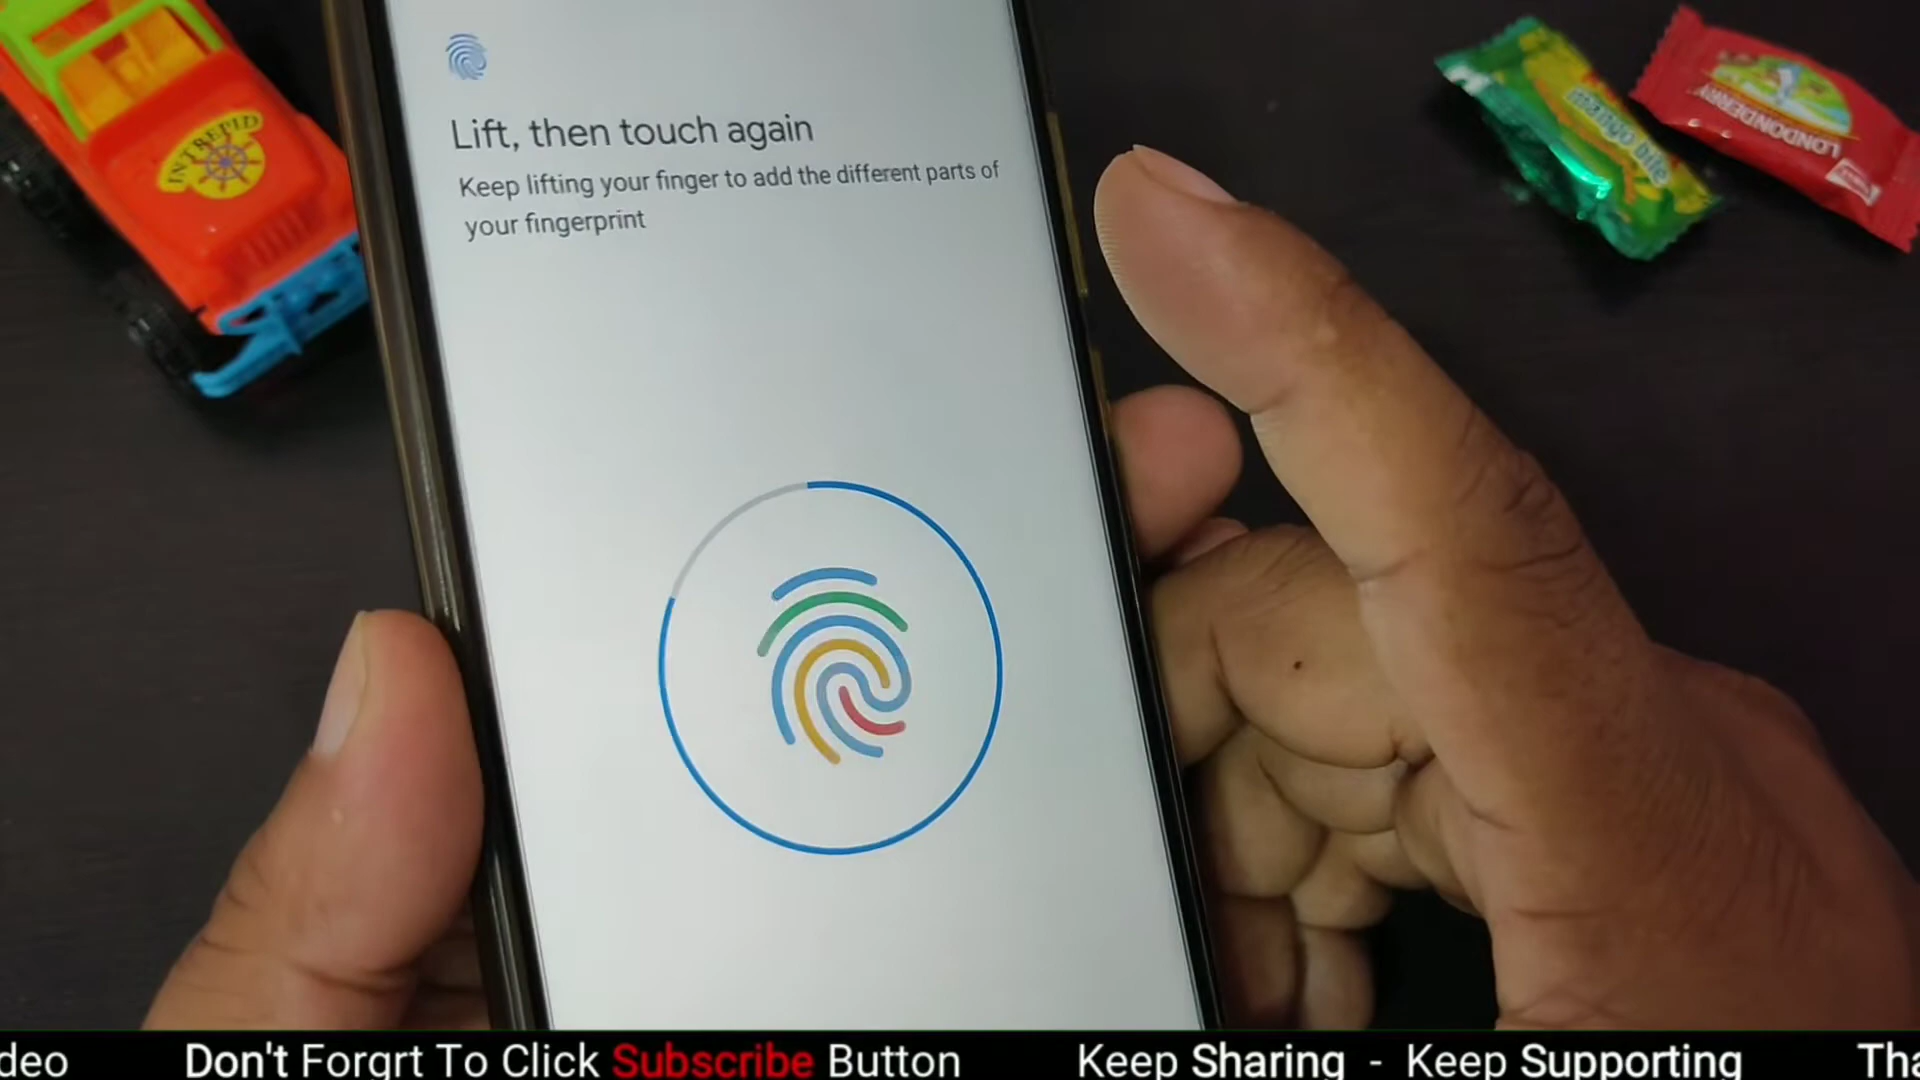 INTREPID
Lift, then touch again
Keep lifting your finger to add the different parts of
your fingerprint
mango bite
LONDONDERRY
deo Don't Forgrt To Click Subscribe Button Keep Sharing - Keep Supporting Tha